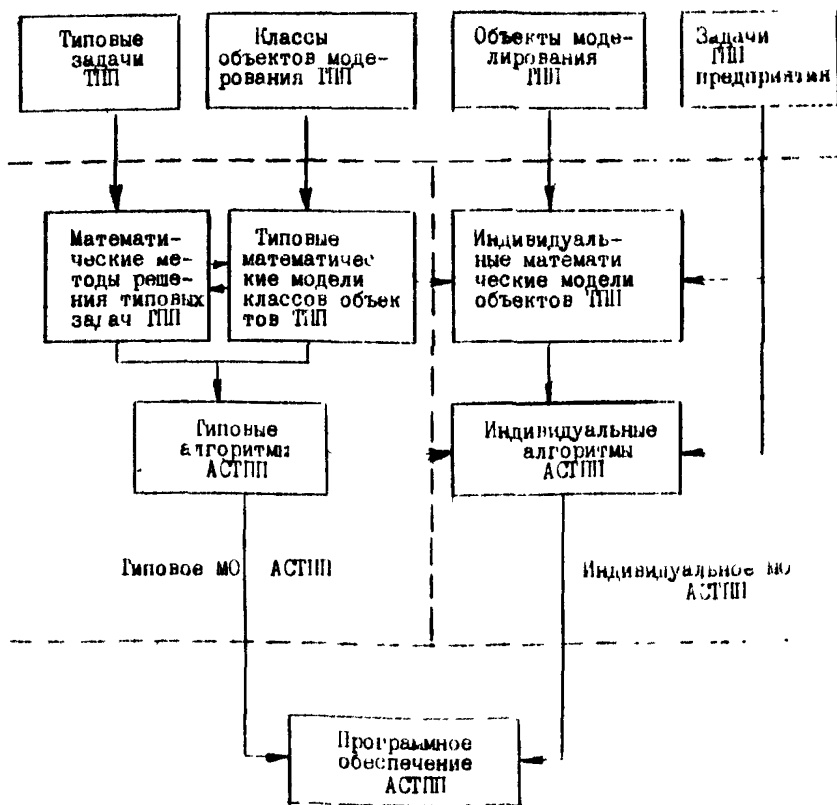 Типовые
задачи
ТПП
Классы
объектов моде-
рования ТПП
Объекты моде-
лирования
ТПП
Задачи
ТПП
предприятия
Математи-
ческие ме-
тоды реше-
ния типовых
задач ТПП
Типовые
математичес
кие модели
классов объек
тов ТПП
Индивидуаль-
ные математи
ческие модели
объектов ТПП
Типовые
алгоритмы
АСТПП
Индивидуальные
алгоритмы
АСТПП
Типовое МО АСТПП
Индивидуальное МО
АСТПП
Программное
обеспечение
АСТПП